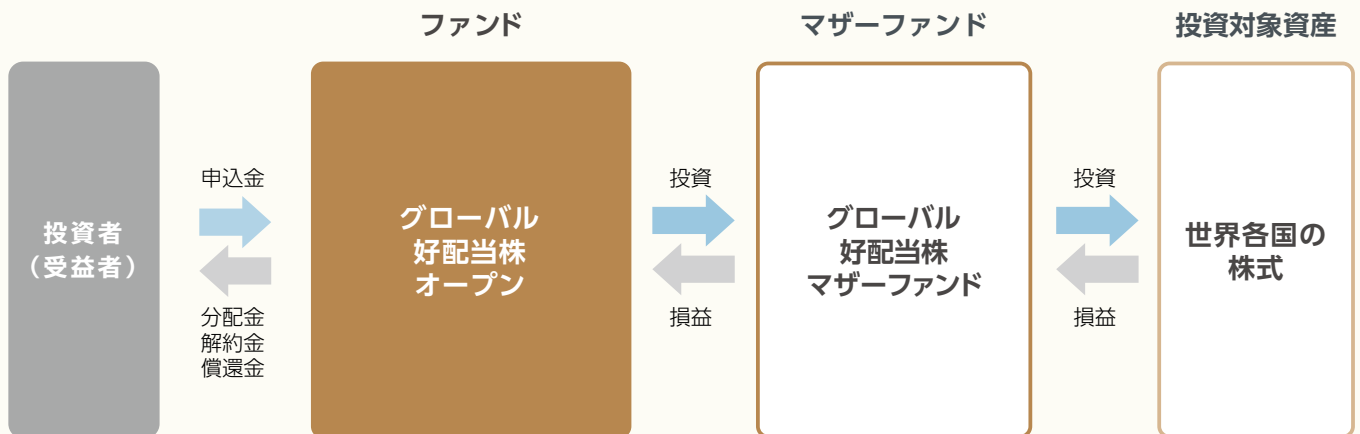 ファンド
マザーファンド
投資対象資産
投資者
（受益者）
申込金
分配金
解約金
償還金
グローバル
好配当株
オープン
投資
損益
グローバル
好配当株
マザーファンド
投資
損益
世界各国の
株式